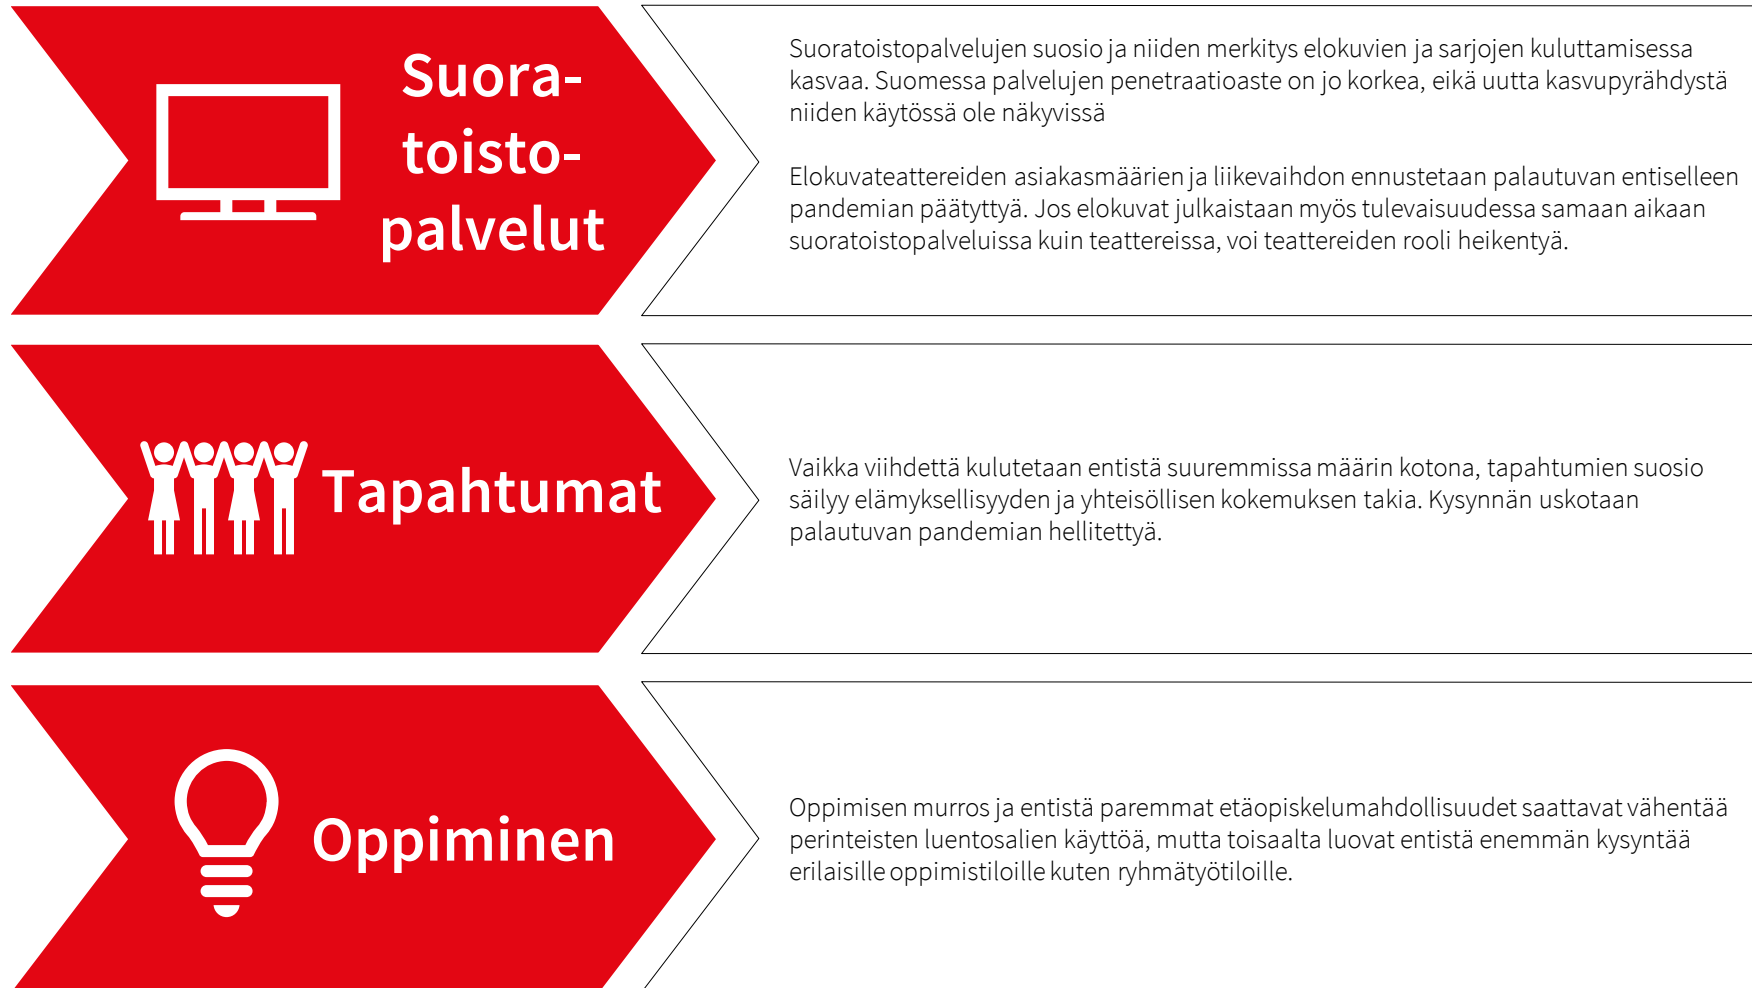 Suora-
toisto-
palvelut
Suoratoistopalvelujen suosio ja niiden merkitys elokuvien ja sarjojen kuluttamisessa
kasvaa. Suomessa palvelujen penetraatioaste on jo korkea, eikä uutta kasvupyrähdystä
niiden käytössä ole näkyvissä
Elokuvateattereiden asiakasmäärien ja liikevaihdon ennustetaan palautuvan entiselleen
pandemian päätyttyä. Jos elokuvat julkaistaan myös tulevaisuudessa samaan aikaan
suoratoistopalveluissa kuin teattereissa, voi teattereiden rooli heikentyä.
Tapahtumat
Vaikka viihdettä kulutetaan entistä suuremmissa määrin kotona, tapahtumien suosio
säilyy elämyksellisyyden ja yhteisöllisen kokemuksen takia. Kysynnän uskotaan
palautuvan pandemian hellitettyä.
Oppiminen
Oppimisen murros ja entistä paremmat etäopiskelumahdollisuudet saattavat vähentää
perinteisten luentosalien käyttöä, mutta toisaalta luovat entistä enemmän kysyntää
erilaisille oppimistiloille kuten ryhmätyötiloille.